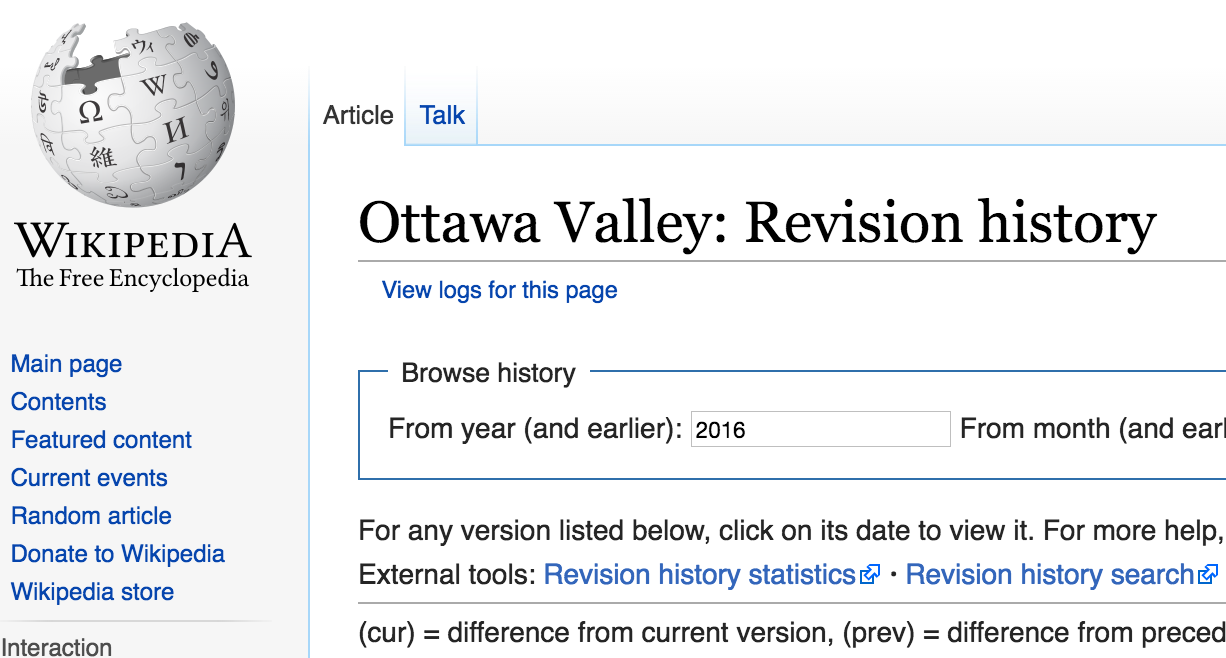 WIKIPEDIA
The Free Encyclopedia
Main page
Contents
Featured content
Current events
Random article
Donate to Wikipedia
Wikipedia store
Interaction
Article Talk
Ottawa Valley: Revision history
View logs for this page
Browse history
From year (and earlier): 2016 From month (and earl
For any version listed below, click on its date to view it. For more help,
External tools: Revision history statistics · Revision history search
(cur) = difference from current version, (prev) = difference from preced